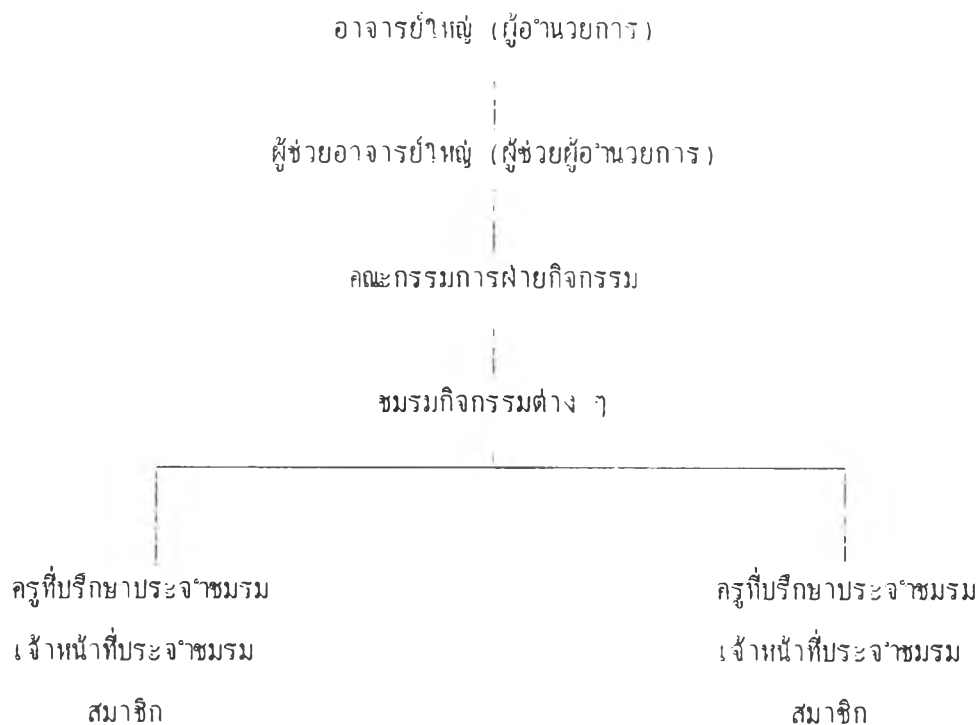 อาจารย์ใหญ่ (ผู้อำนวยการ)
ผู้ช่วยอาจารย์ใหญ่ (ผู้ช่วยผู้อำนวยการ)
คณะกรรมการฝ่ายกิจกรรม
ชมรมกิจกรรมต่าง ๆ
ครูที่ปรึกษาประจำชมรม
เจ้าหน้าที่ประจำชมรม
สมาชิก
ครูที่ปรึกษาประจำชมรม
เจ้าหน้าที่ประจำชมรม
สมาชิก